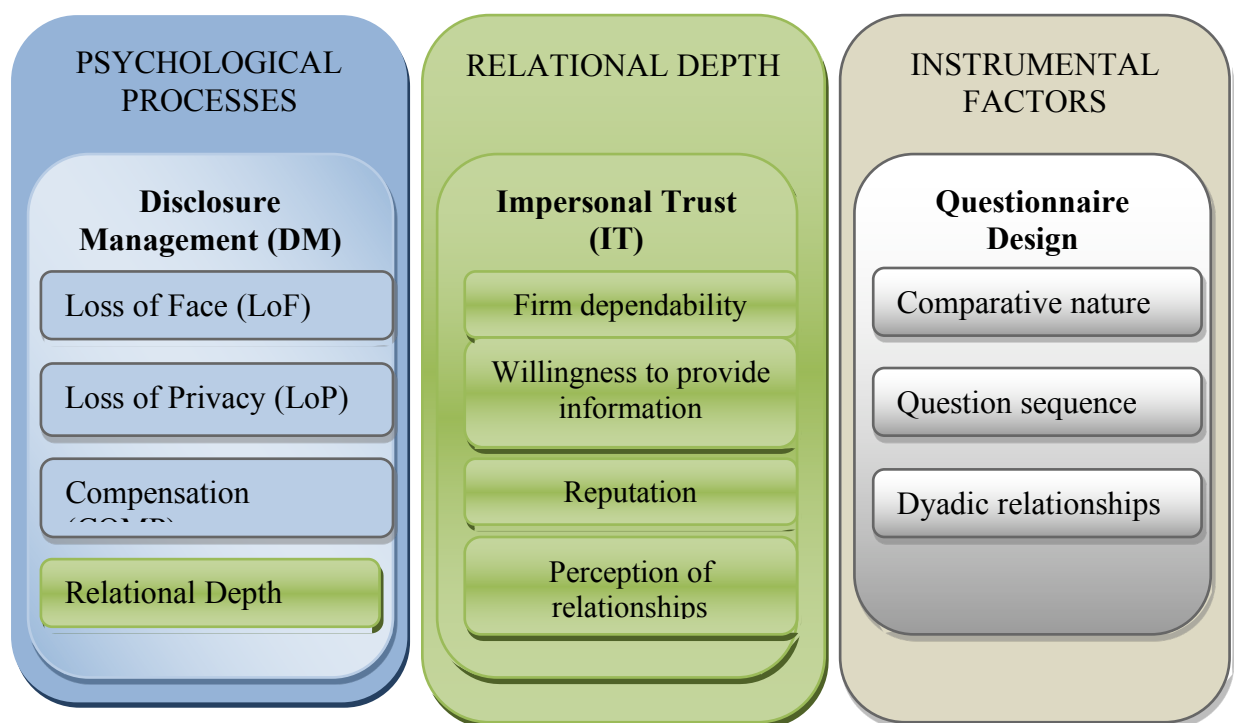 PSYCHOLOGICAL
PROCESSES
Disclosure
Management (DM)
Loss of Face (LoF)
Loss of Privacy (LoP)
Compensation
Relational Depth
RELATIONAL DEPTH
Impersonal Trust
(IT)
Firm dependability
Willingness to provide
information
Reputation
Perception of
relationships
INSTRUMENTAL
FACTORS
Questionnaire
Design
Comparative nature
Question sequence
Dyadic relationships